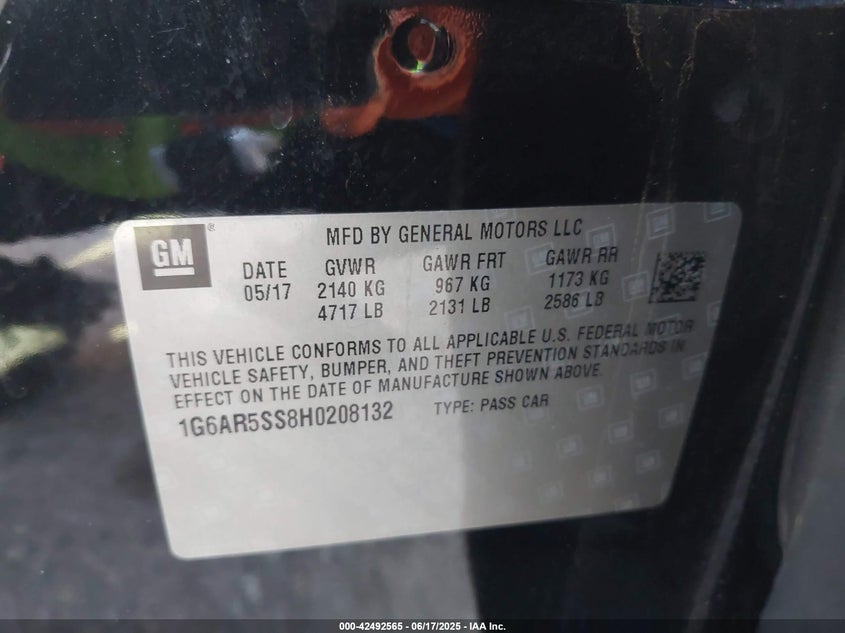 GM ®
MFD BY GENERAL MOTORS LLC
DATE GVWR GAWR FRT GAWR RR
05/17 2140 KG 967 KG 1173 KG
4717 LB 2131 LB 2586 LB
THIS VEHICLE CONFORMS TO ALL APPLICABLE U.S. FEDERAL MOTOR
VEHICLE SAFETY, BUMPER, AND THEFT PREVENTION STANDARDS IN
EFFECT ON THE DATE OF MANUFACTURE SHOWN ABOVE.
1G6AR5SS8H0208132 TYPE: PASS CAR
000-42492565 - 06/17/2025 - IAA, Inc.